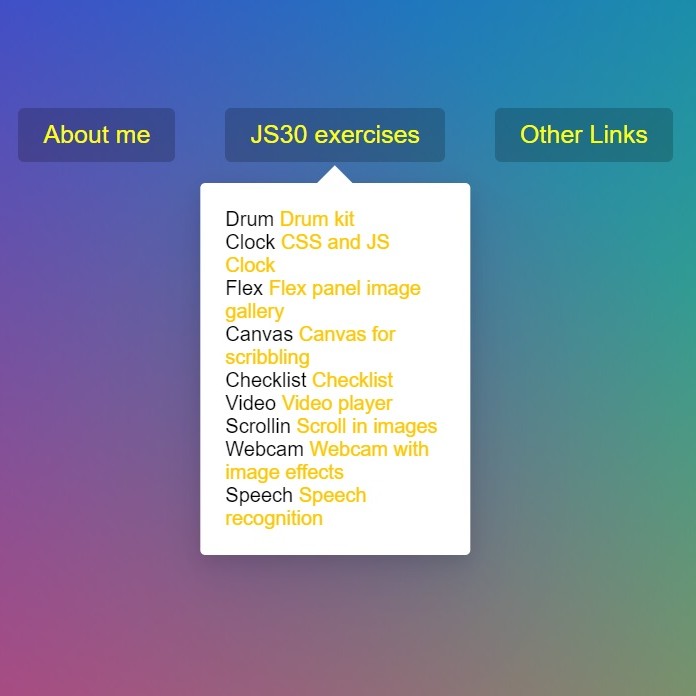 About me
JS30 exercises
Other Links
Drum Drum kit
Clock CSS and JS
Clock
Flex Flex panel image
gallery
Canvas Canvas for
scribbling
Checklist Checklist
Video Video player
Scrollin Scroll in images
Webcam Webcam with
image effects
Speech Speech
recognition